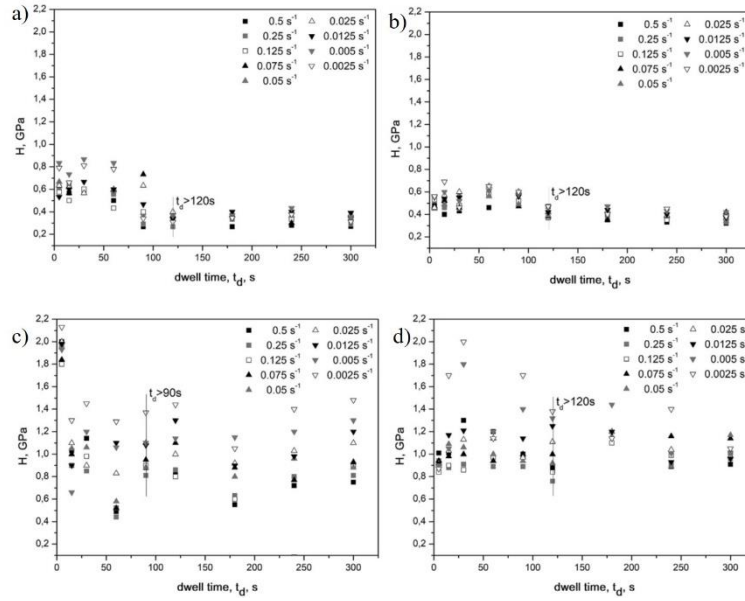 a)
H, GPa
2,2
2,0
1,8
1,6
1,4
1,2
1,0
0,8
0,6
0,4
0,2
0.5 s⁻¹ 0.025 s⁻¹
0.25 s⁻¹ 0.0125 s⁻¹
0.125 s⁻¹ 0.005 s⁻¹
0.075 s⁻¹ 0.0025 s⁻¹
0.05 s⁻¹
t_d>120s
0 50 100 150 200 250 300
dwell time, t_d, s
b)
H, GPa
2,2
2,0
1,8
1,6
1,4
1,2
1,0
0,8
0,6
0,4
0,2
0.5 s⁻¹ 0.025 s⁻¹
0.25 s⁻¹ 0.0125 s⁻¹
0.125 s⁻¹ 0.005 s⁻¹
0.075 s⁻¹ 0.0025 s⁻¹
0.05 s⁻¹
t_d>120s
0 50 100 150 200 250 300
dwell time, t_d, s
c)
H, GPa
2,2
2,0
1,8
1,6
1,4
1,2
1,0
0,8
0,6
0,4
0,2
0.5 s⁻¹ 0.025 s⁻¹
0.25 s⁻¹ 0.0125 s⁻¹
0.125 s⁻¹ 0.005 s⁻¹
0.075 s⁻¹ 0.0025 s⁻¹
0.05 s⁻¹
t_d>90s
0 50 100 150 200 250 300
dwell time, t_d, s
d)
H, GPa
2,2
2,0
1,8
1,6
1,4
1,2
1,0
0,8
0,6
0,4
0,2
0.5 s⁻¹ 0.025 s⁻¹
0.25 s⁻¹ 0.0125 s⁻¹
0.125 s⁻¹ 0.005 s⁻¹
0.075 s⁻¹ 0.0025 s⁻¹
0.05 s⁻¹
t_d>120s
0 50 100 150 200 250 300
dwell time, t_d, s